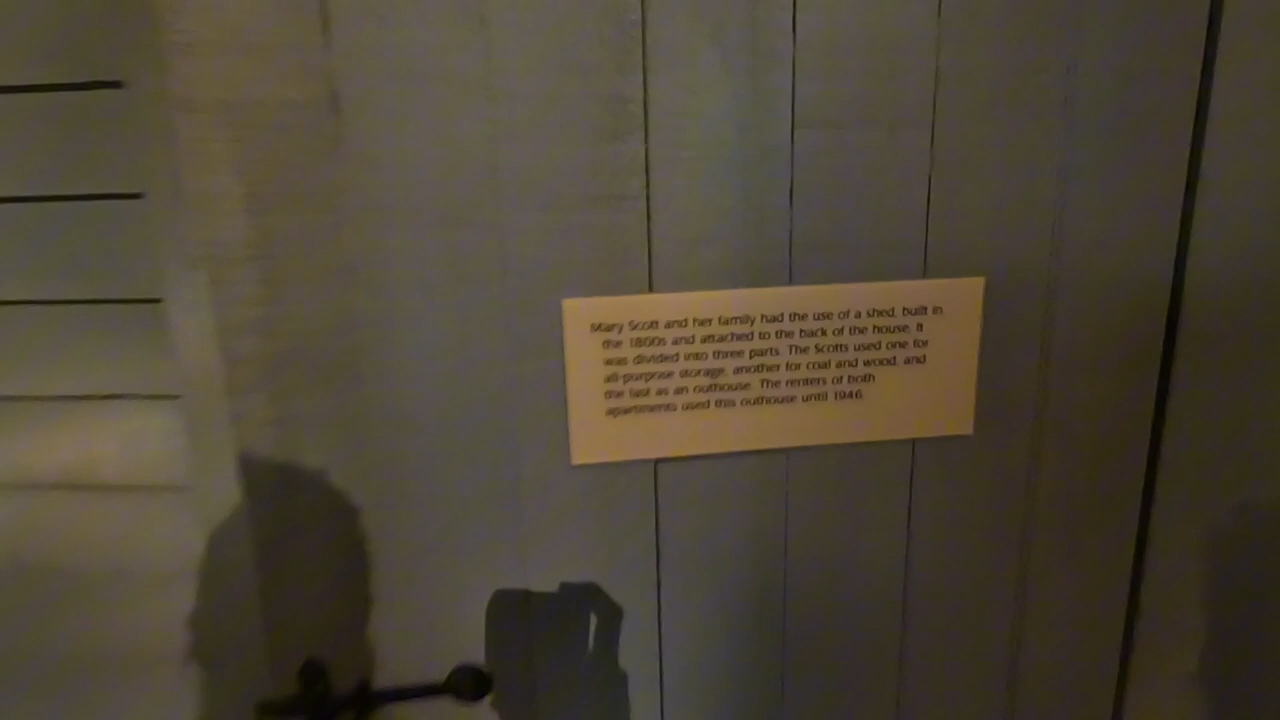 Mary Scott and her family had the use of a shed, built in
the 1800s and attached to the back of the house. It
was divided into three parts. The Scotts used one for
all-purpose storage, another for coal and wood, and
the last as an outhouse. The renters of both
apartments used this outhouse until 1946.